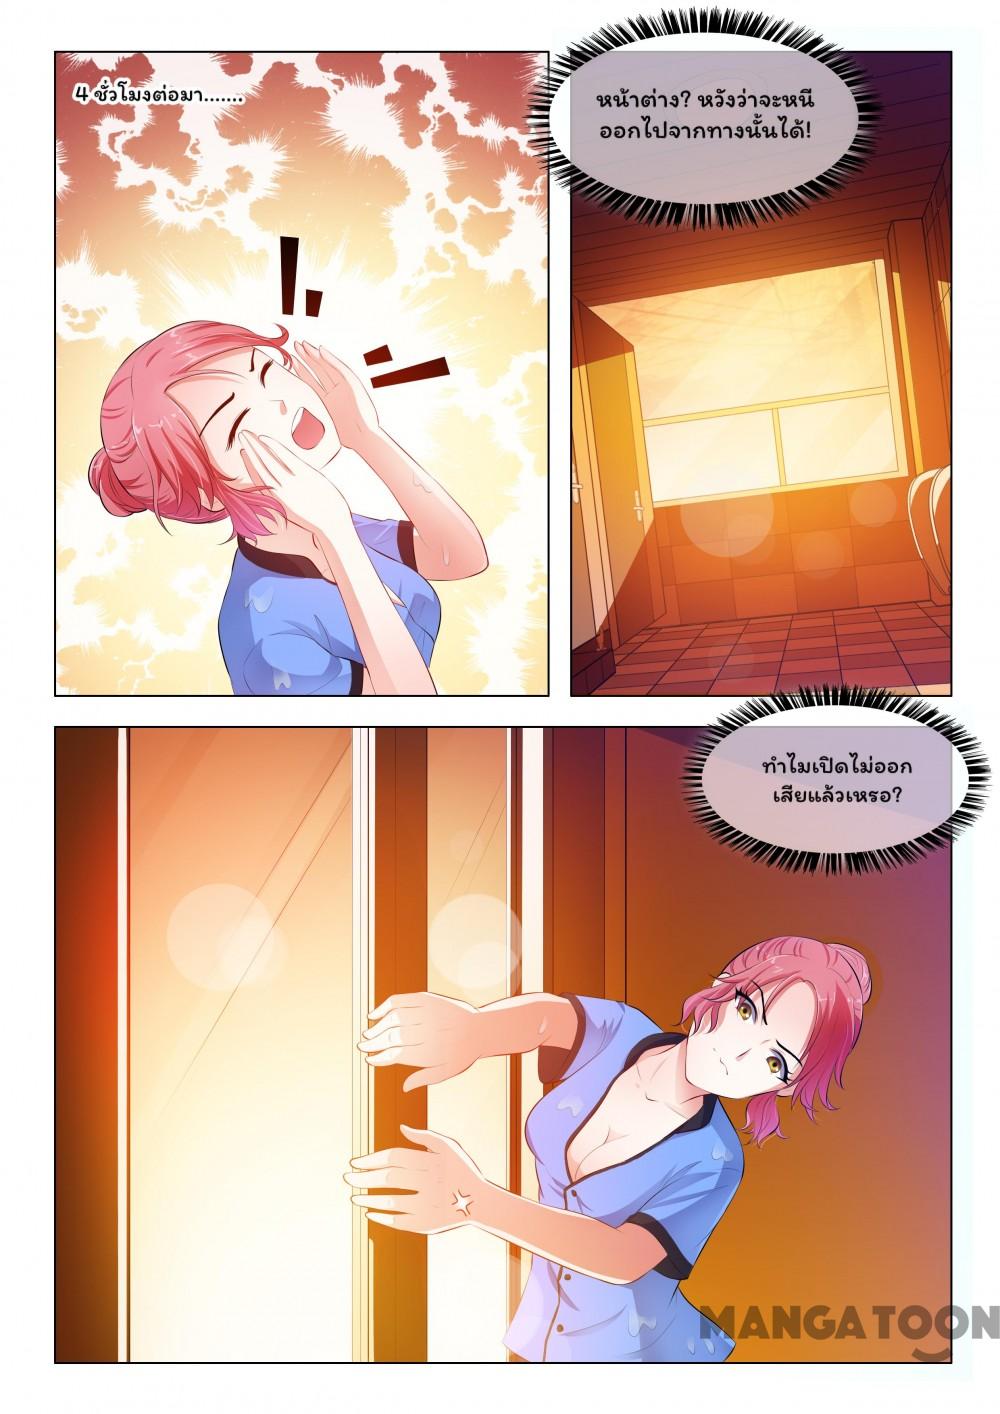 4 ชั่วโมงต่อมา.......
หน้าต่าง? หวังว่าจะหนี
ออกไปจากทางนั้นได้!
ทำไมเปิดไม่ออก
เสียแล้วเหรอ?
MANGATOON